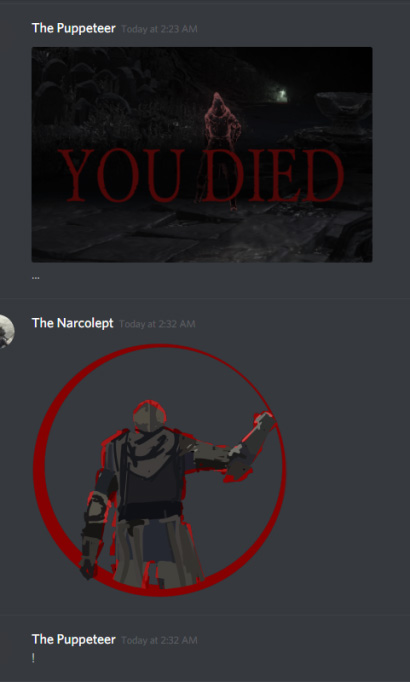 The Puppeteer Today at 2:23 AM
YOU DIED
...
The Narcolept Today at 2:32 AM
The Puppeteer Today at 2:32 AM
!